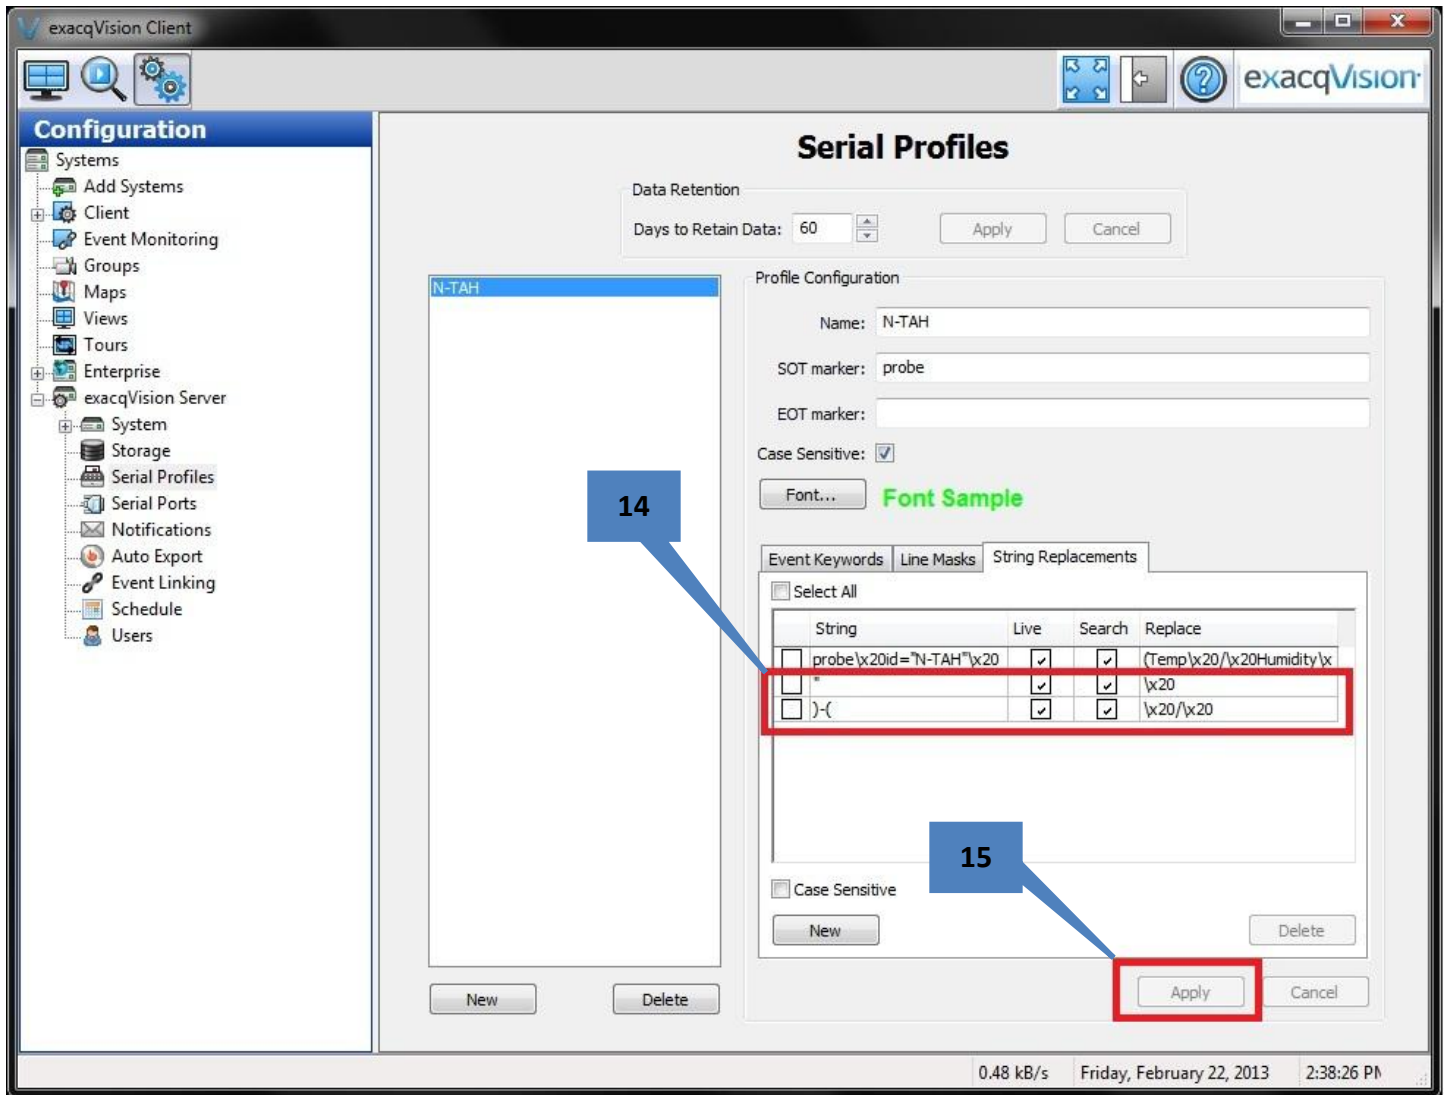 exacqVision Client
exacqVision
Configuration
Systems
Add Systems
Client
Event Monitoring
Groups
Maps
Views
Tours
Enterprise
exacqVision Server
System
Storage
Serial Profiles
Serial Ports
Notifications
Auto Export
Event Linking
Schedule
Users
Serial Profiles
Data Retention
Days to Retain Data: 60 Apply Cancel
N-TAH
New Delete
Profile Configuration
Name: N-TAH
SOT marker: probe
EOT marker:
Case Sensitive:
Font... Font Sample
14
Event Keywords Line Masks String Replacements
Select All
String Live Search Replace
probe\x20id="N-TAH"\x20 (Temp\x20/\x20Humidity\x
" \x20
)-( \x20/\x20
15
Case Sensitive
New Delete
Apply Cancel
0.48 kB/s Friday, February 22, 2013 2:38:26 PM